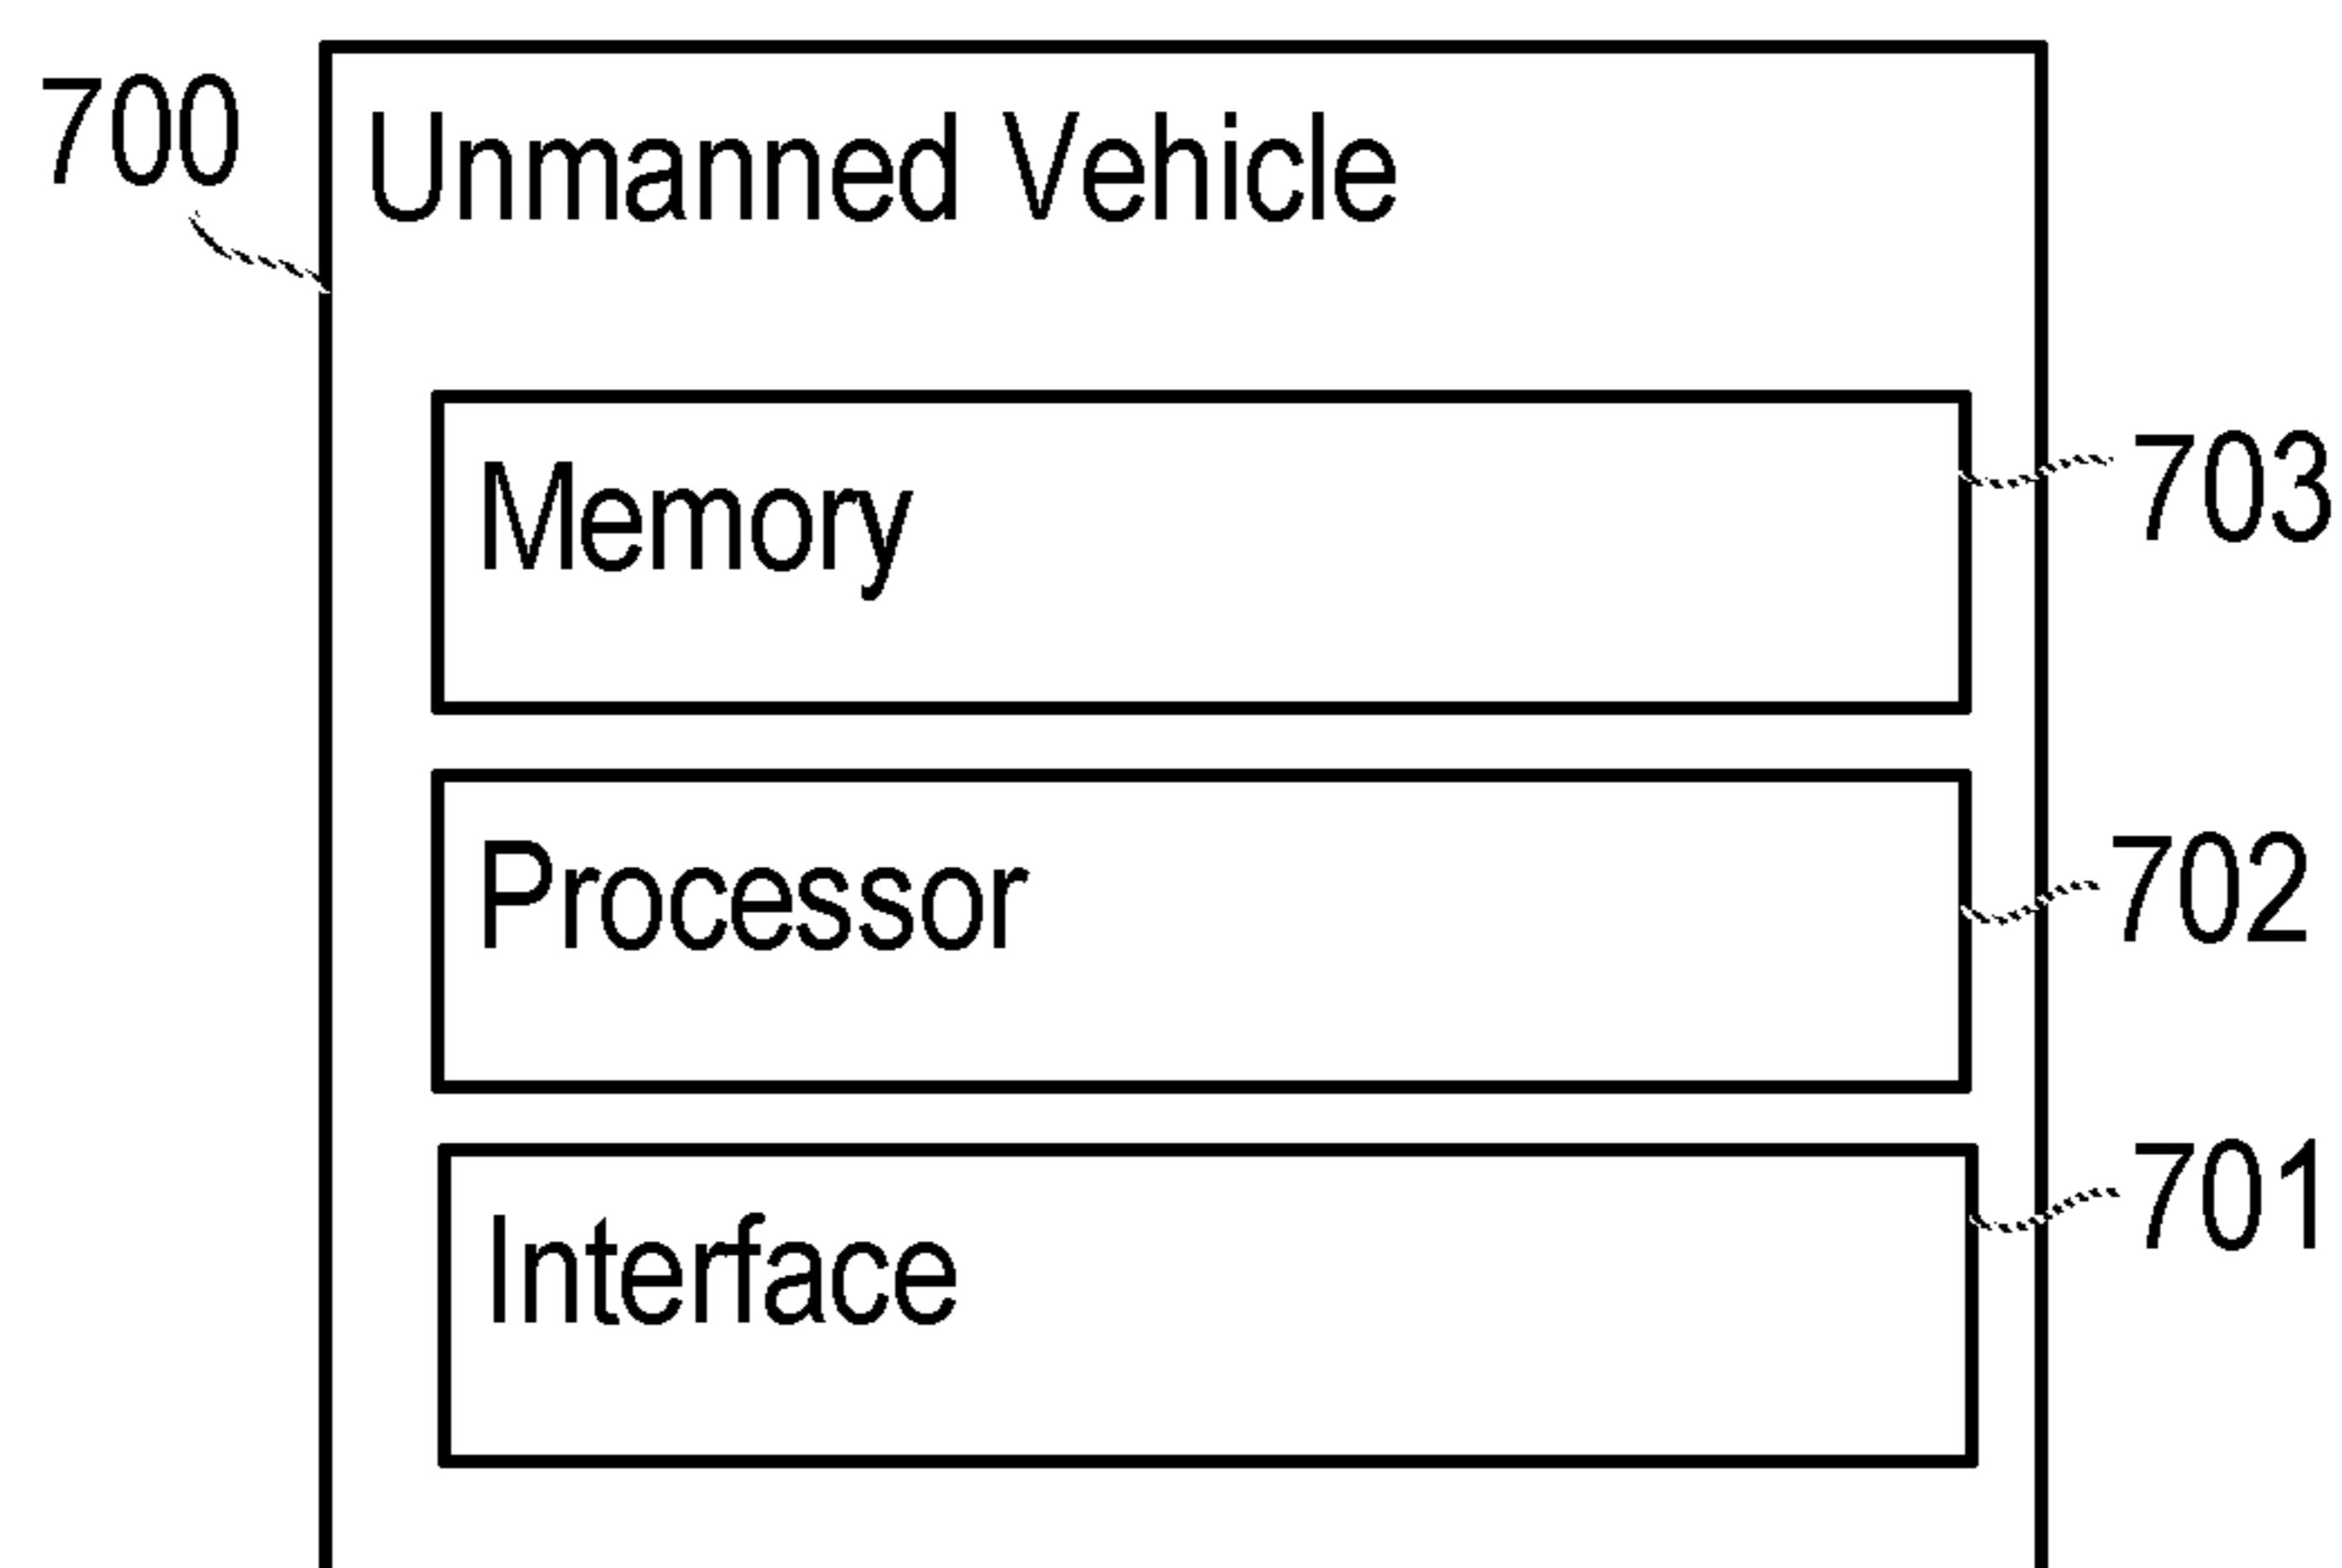 700
Unmanned Vehicle
Memory
703
Processor
702
Interface
701